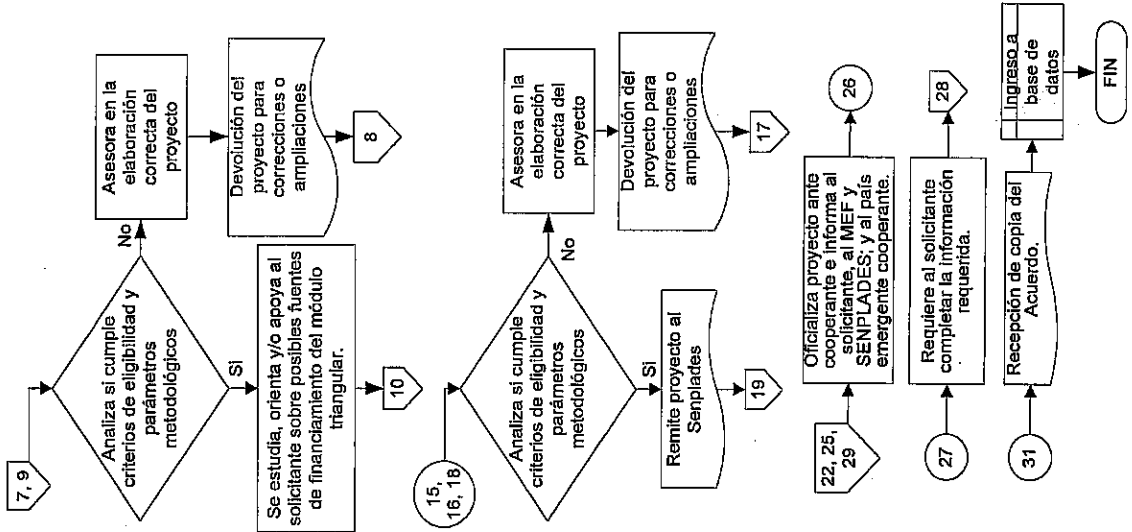 7, 9
Analiza si cumple
criterios de eligibilidad y
parámetros
metodológicos
No
Asesora en la
elaboración
correcta del
proyecto
Devolución del
proyecto para
correcciones o
ampliaciones
8
Si
Se estudia, orienta y/o apoya al
solicitante sobre posibles fuentes
de financiamiento del módulo
triangular.
10
15,
16, 18
Analiza si cumple
criterios de eligibilidad y
parámetros
metodológicos
No
Asesora en la
elaboración
correcta del
proyecto
Devolución del
proyecto para
correcciones o
ampliaciones
17
Si
Remite proyecto al
Senplades
19
22, 25,
29
Oficializa proyecto ante
cooperante e informa al
solicitante, al MEF y
SENPLADES; y al país
emergente cooperante.
26
27
Requiere al solicitante
completar la información
requerida.
28
31
Recepción de copia del
Acuerdo.
Ingreso a
base de
datos
FIN